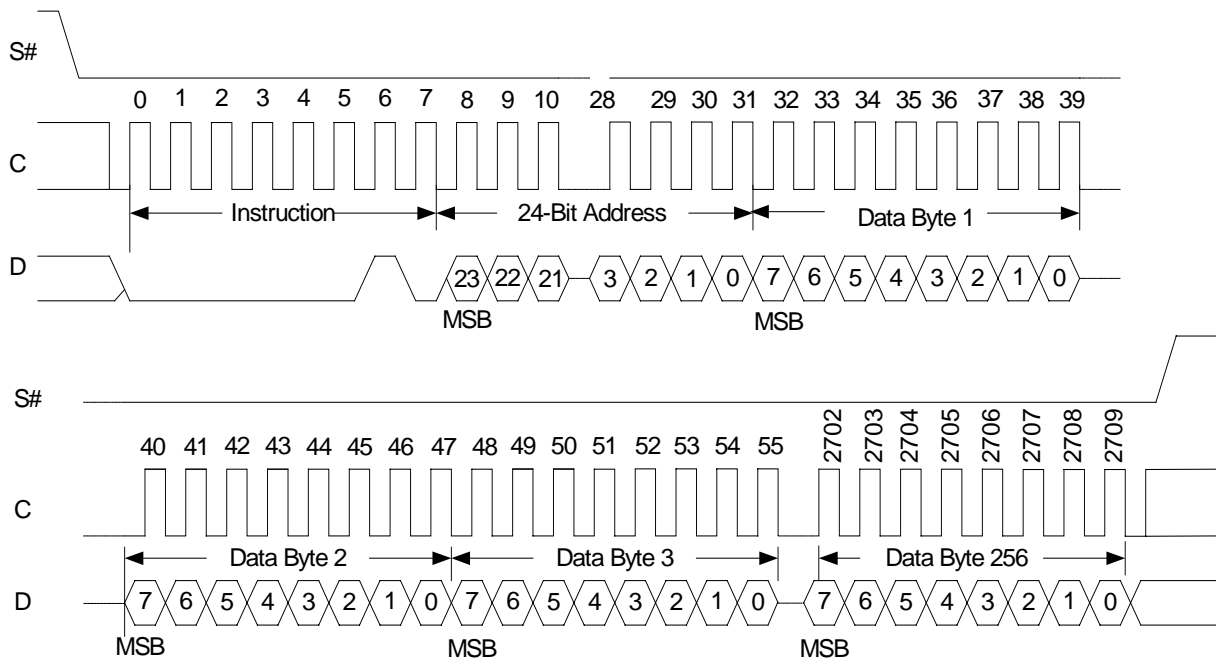 S#
0 1 2 3 4 5 6 7 8 9 10 28 29 30 31 32 33 34 35 36 37 38 39
C
Instruction 24-Bit Address Data Byte 1
D
23 22 21 3 2 1 0 7 6 5 4 3 2 1 0
MSB MSB
S#
40 41 42 43 44 45 46 47 48 49 50 51 52 53 54 55 2702 2703 2704 2705 2706 2707 2708 2709
C
Data Byte 2 Data Byte 3 Data Byte 256
D 7 6 5 4 3 2 1 0 7 6 5 4 3 2 1 0 7 6 5 4 3 2 1 0
MSB MSB MSB